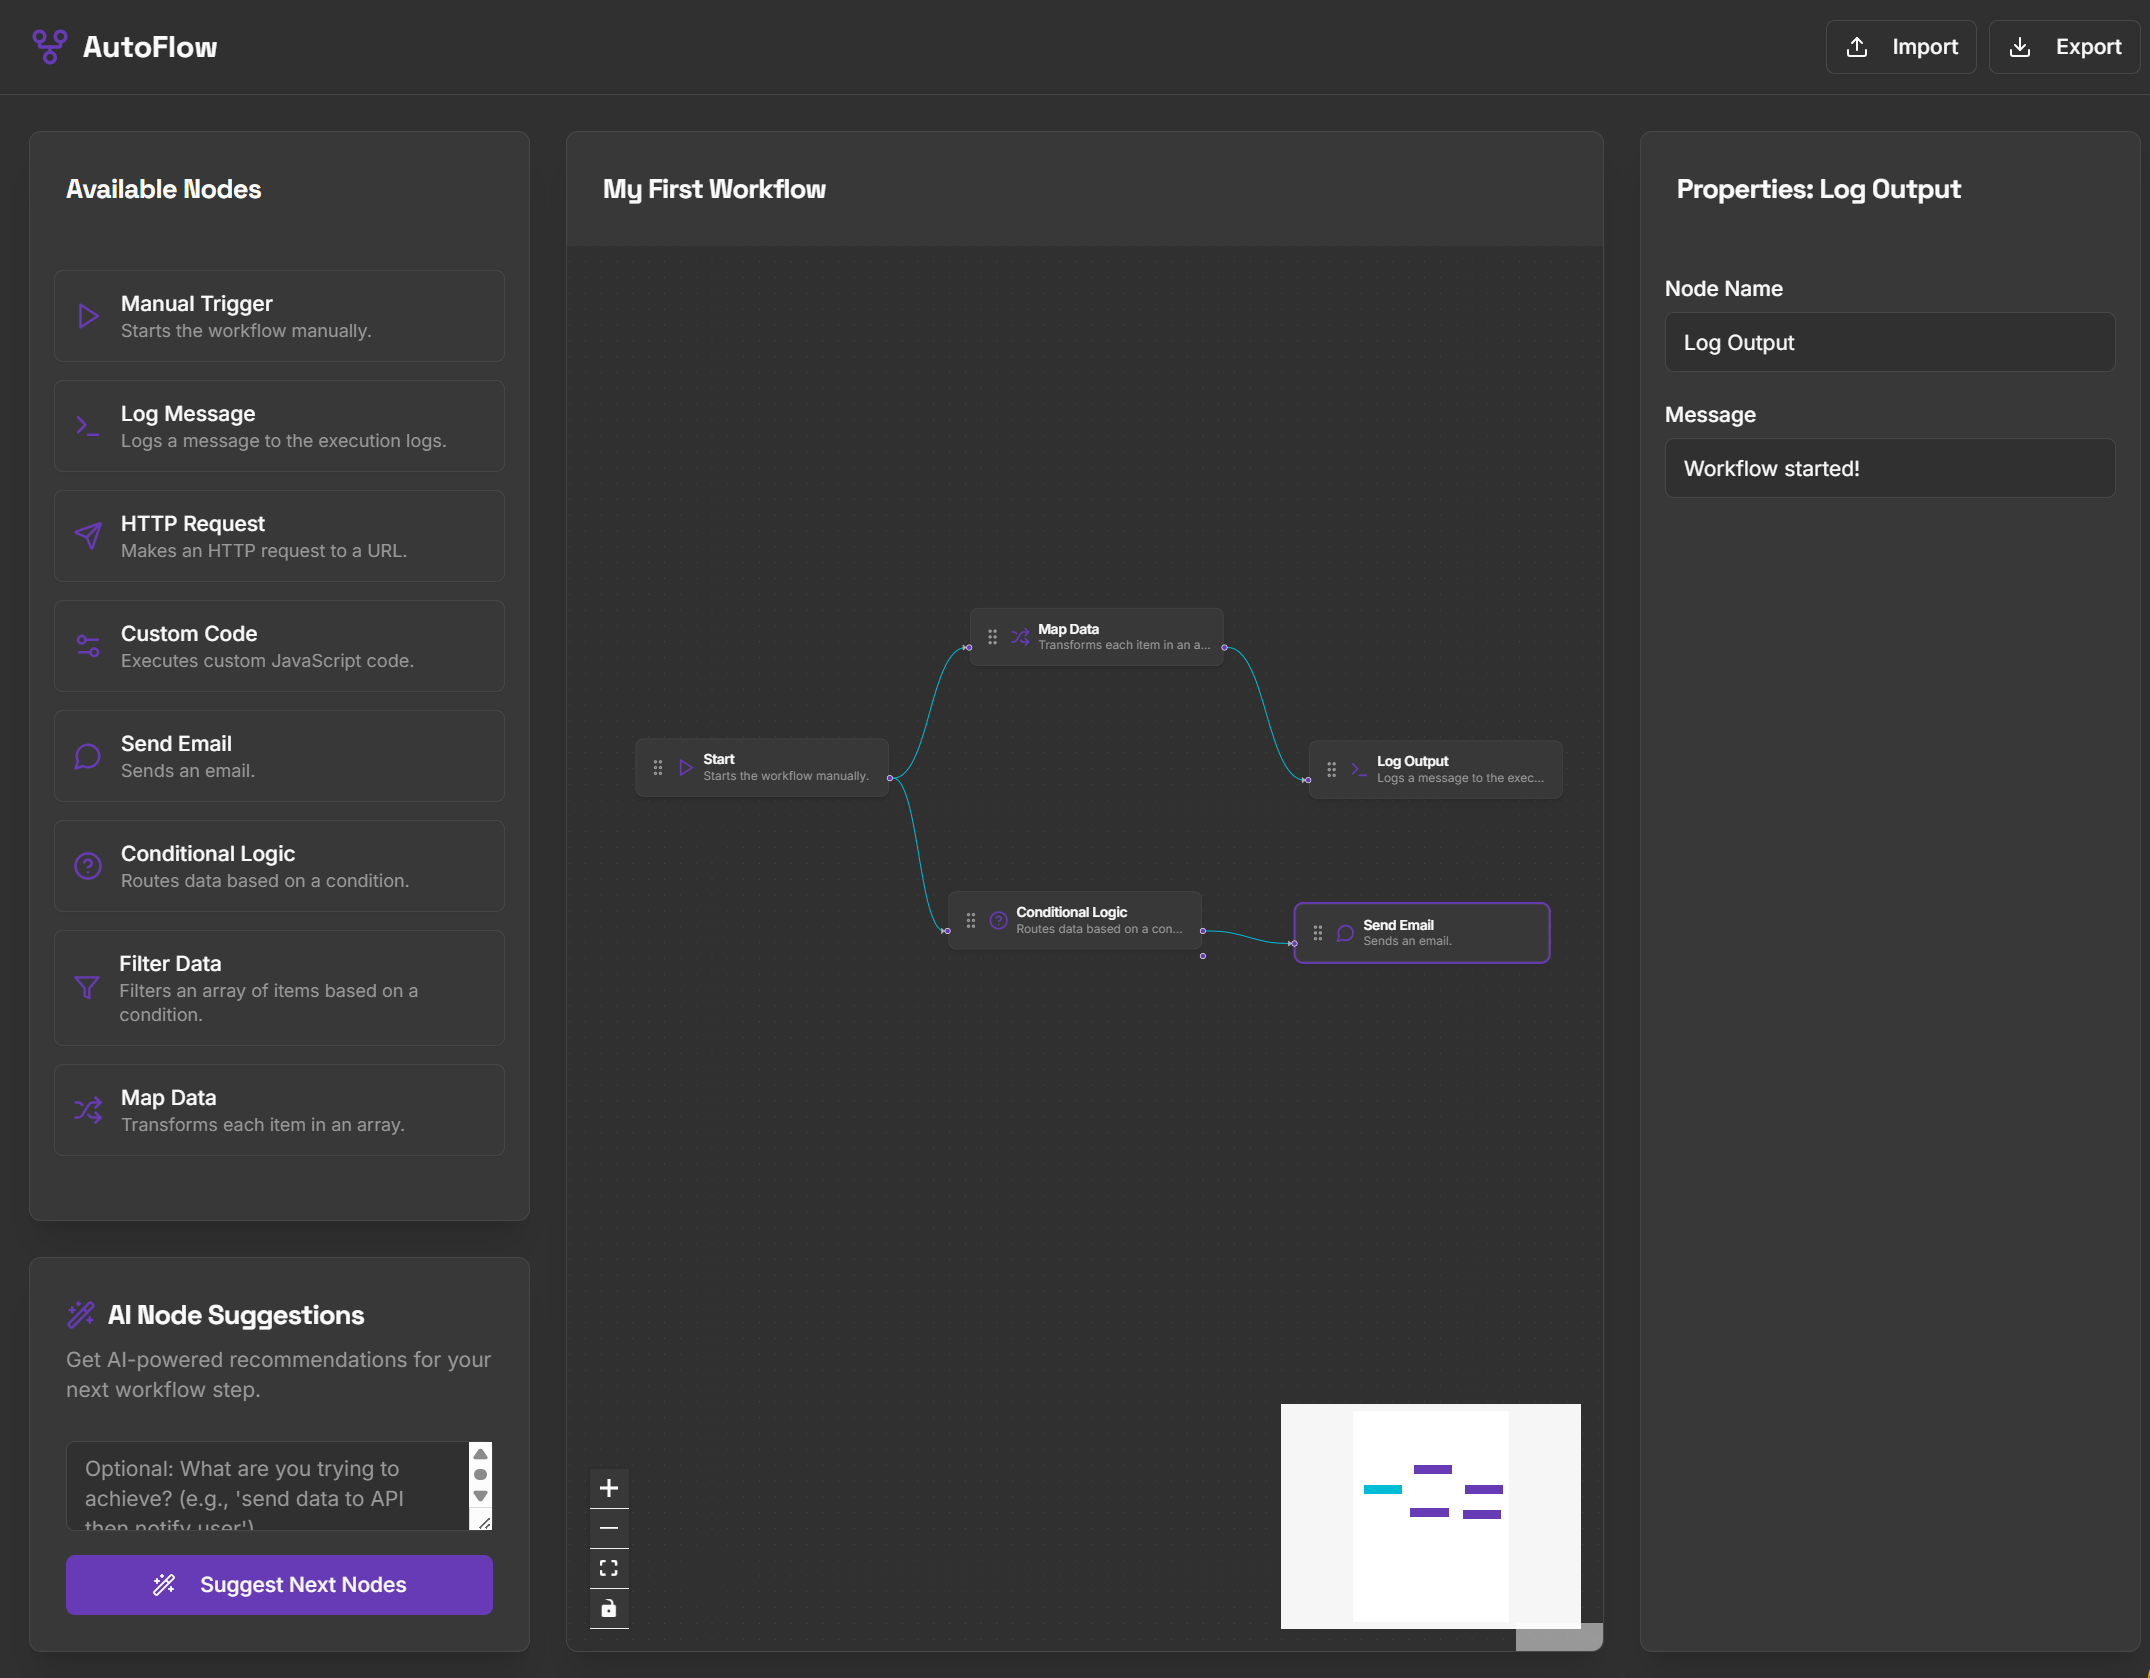 AutoFlow
Import
Export
Available Nodes
Manual Trigger
Starts the workflow manually.
Log Message
Logs a message to the execution logs.
HTTP Request
Makes an HTTP request to a URL.
Custom Code
Executes custom JavaScript code.
Send Email
Sends an email.
Conditional Logic
Routes data based on a condition.
Filter Data
Filters an array of items based on a
condition.
Map Data
Transforms each item in an array.
AI Node Suggestions
Get AI-powered recommendations for your
next workflow step.
Optional: What are you trying to
achieve? (e.g., 'send data to API
then notify user')
Suggest Next Nodes
My First Workflow
Map Data
Transforms each item in an a...
Start
Starts the workflow manually.
Log Output
Logs a message to the exec...
Conditional Logic
Routes data based on a con...
Send Email
Sends an email.
Properties: Log Output
Node Name
Log Output
Message
Workflow started!